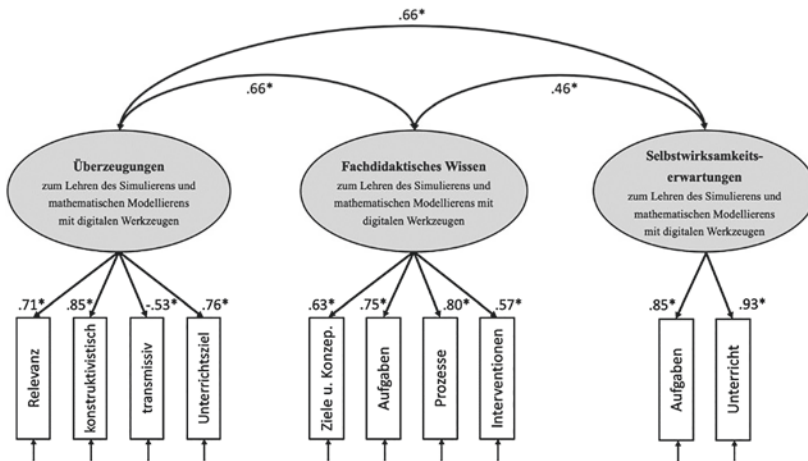 .66*
.66*
.46*
Überzeugungen
zum Lehren des Simulierens und
mathematischen Modellierens
mit digitalen Werkzeugen
Fachdidaktisches Wissen
zum Lehren des Simulierens und
mathematischen Modellierens mit
digitalen Werkzeugen
Selbstwirksamkeits-
erwartungen
zum Lehren des Simulierens und
mathematischen Modellierens
mit digitalen Werkzeugen
.71*
.85*
-.53*
.76*
.63*
.75*
.80*
.57*
.85*
.93*
Relevanz
konstruktivistisch
transmissiv
Unterrichtsziel
Ziele u. Konzep.
Aufgaben
Prozesse
Interventionen
Aufgaben
Unterricht